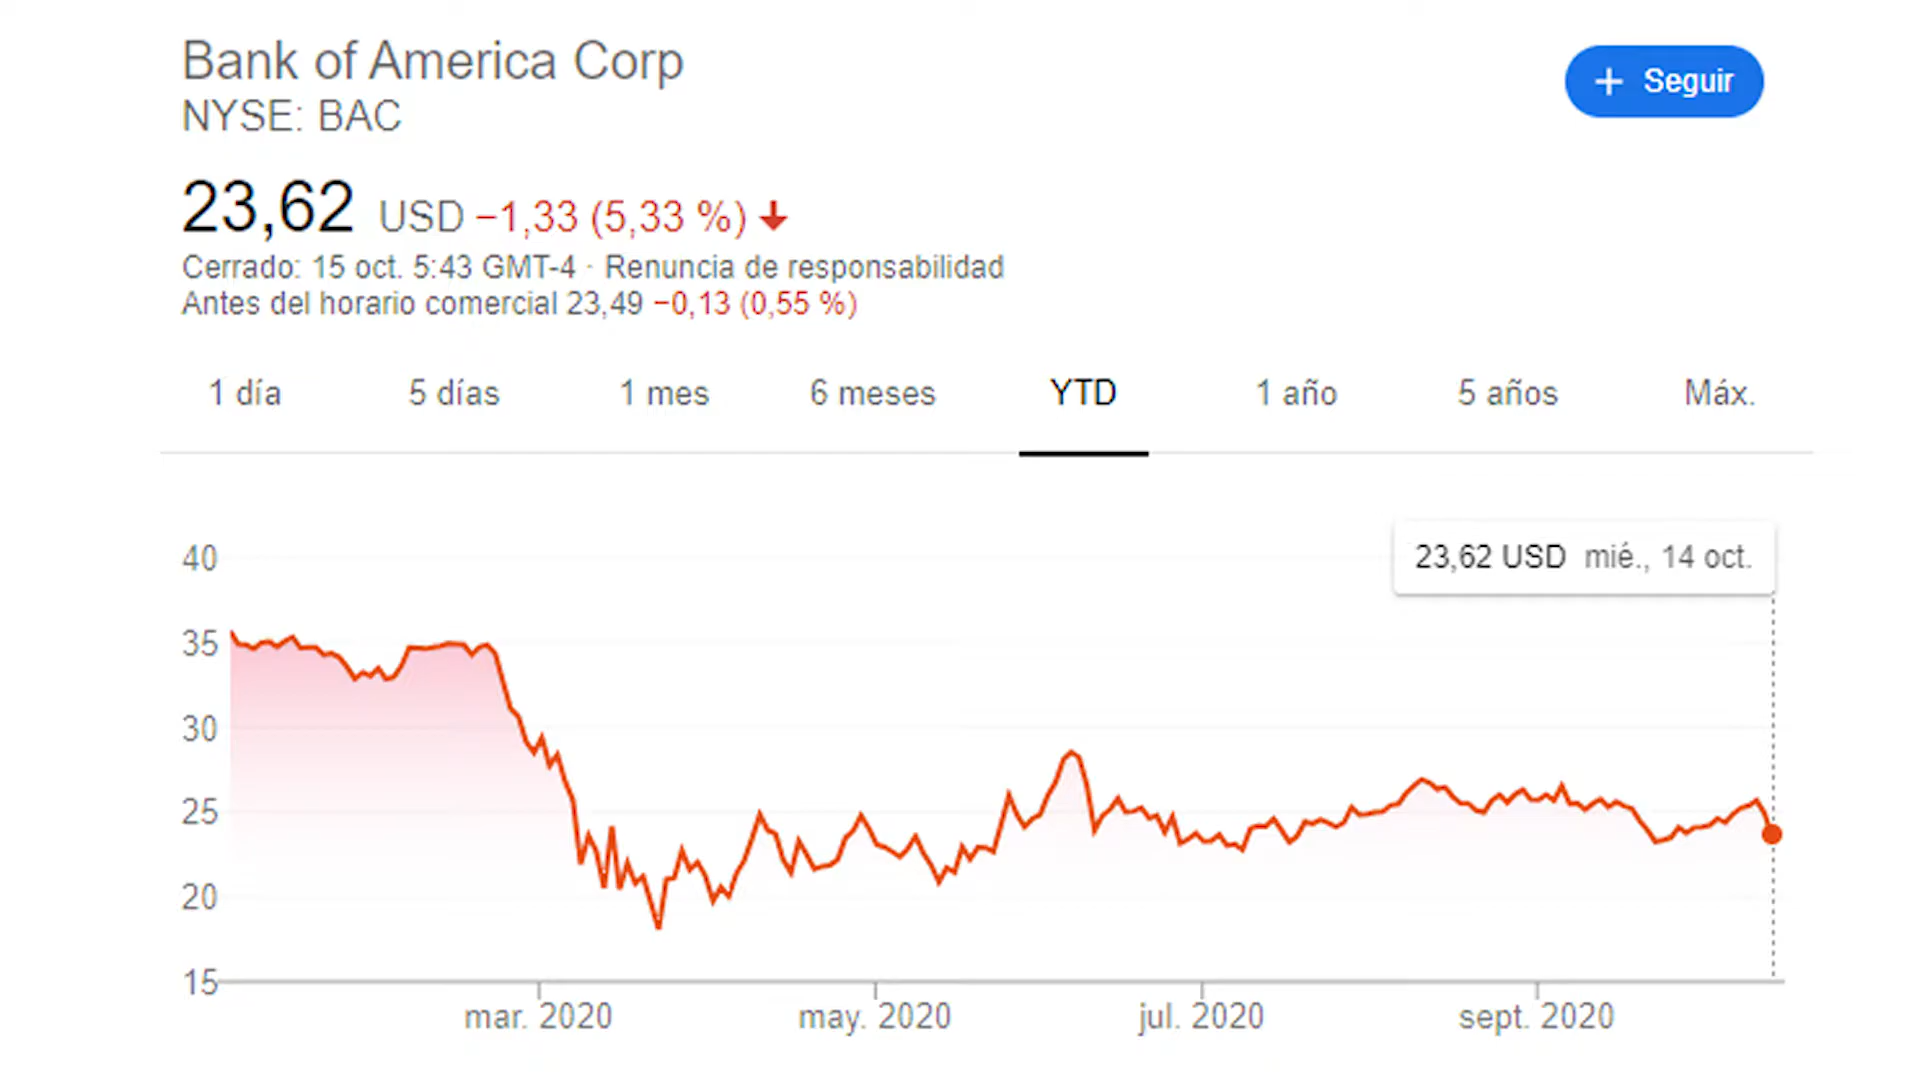 Bank of America Corp
NYSE: BAC
+ Seguir
23,62 USD −1,33 (5,33 %)
Cerrado: 15 oct. 5:43 GMT-4 · Renuncia de responsabilidad
Antes del horario comercial 23,49 −0,13 (0,55 %)
1 día 5 días 1 mes 6 meses YTD 1 año 5 años Máx.
23,62 USD mié., 14 oct.
40
35
30
25
20
15
mar. 2020 may. 2020 jul. 2020 sept. 2020